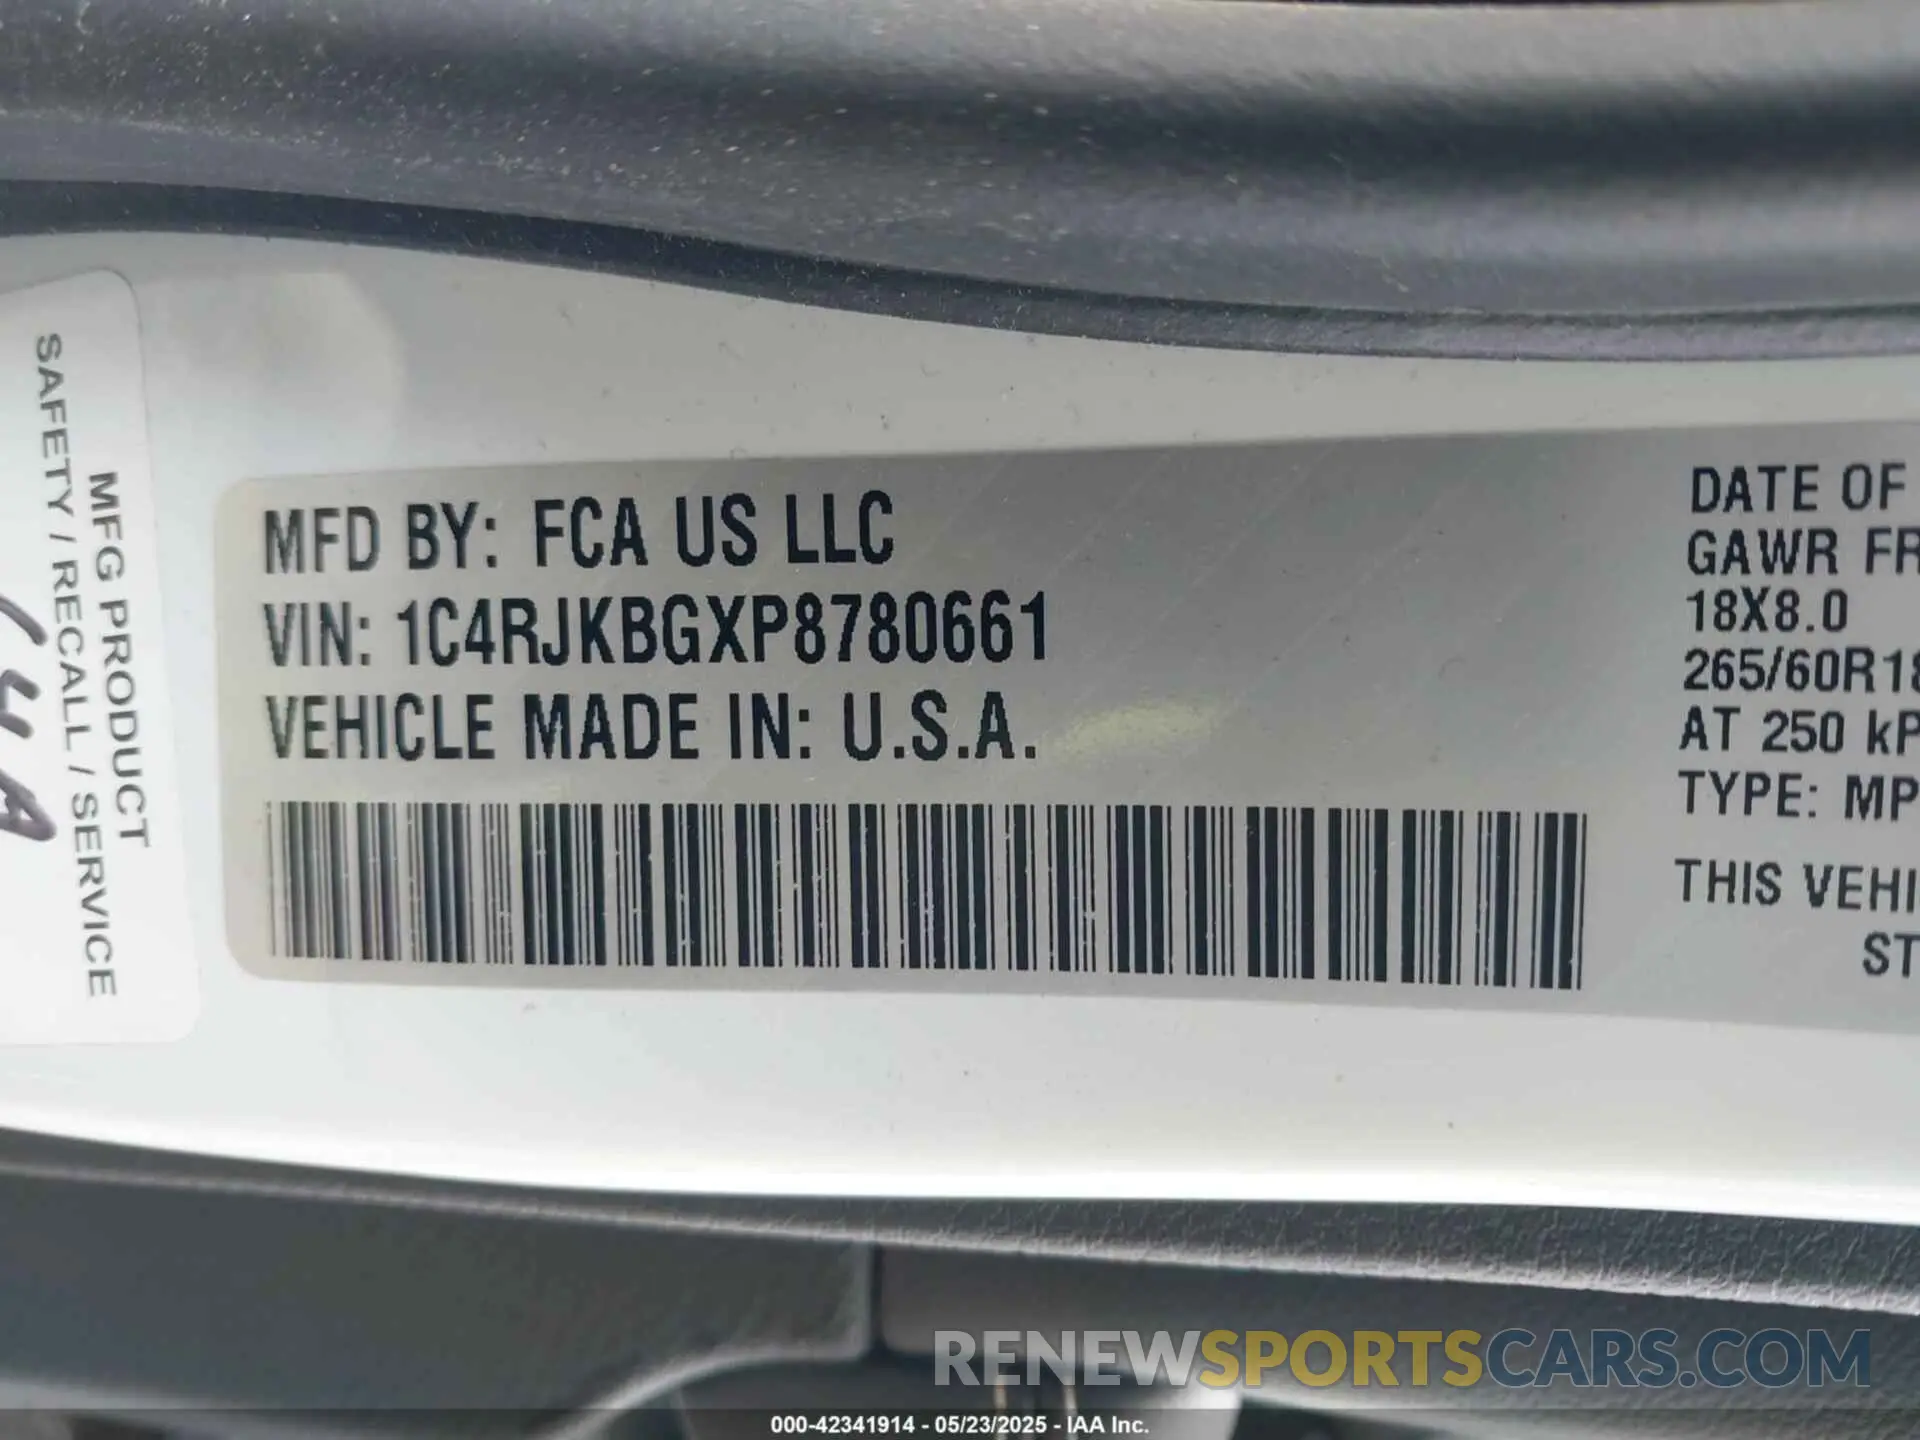 MFG PRODUCT
SAFETY / RECALL / SERVICE
MFD BY: FCA US LLC
VIN: 1C4RJKBGXP8780661
VEHICLE MADE IN: U.S.A.
DATE OF
GAWR FR
18X8.0
265/60R18
AT 250 kP
TYPE: MP
THIS VEHI
ST
RENEWSPORTSCARS.COM
000-42341914 - 05/23/2025 - IAA Inc.